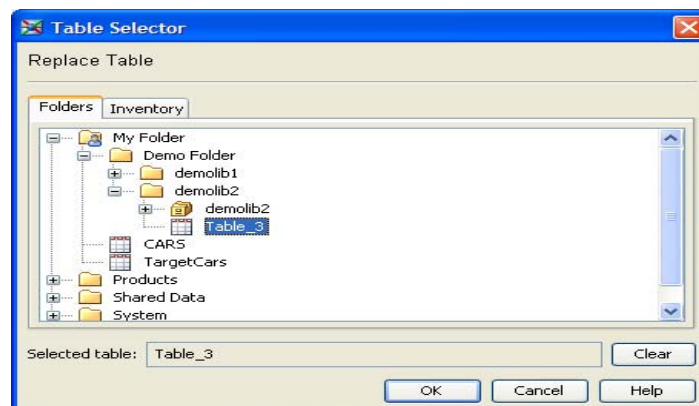 Table Selector
Replace Table
Folders Inventory
My Folder
Demo Folder
demolib1
demolib2
demolib2
Table_3
CARS
TargetCars
Products
Shared Data
System
Selected table: Table_3 Clear
OK Cancel Help